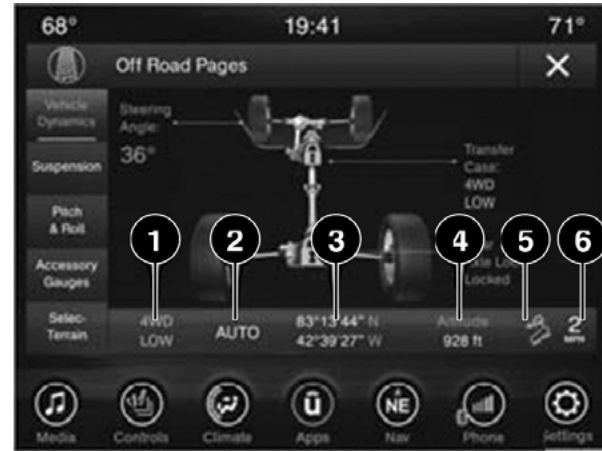 68°
19:41
71°
Off Road Pages
X
Vehicle
Dynamics
Suspension
Pitch
& Roll
Accessory
Gauges
Selec-
Terrain
Steering
Angle:
36°
Transfer
Case:
4WD
LOW
Locked
1
2
3
4
5
6
4WD
LOW
AUTO
83°13'44" N
42°39'27" W
Altitude
928 ft
2
MPH
û
NE
Media
Controls
Climate
Apps
Nav
Phone
Settings